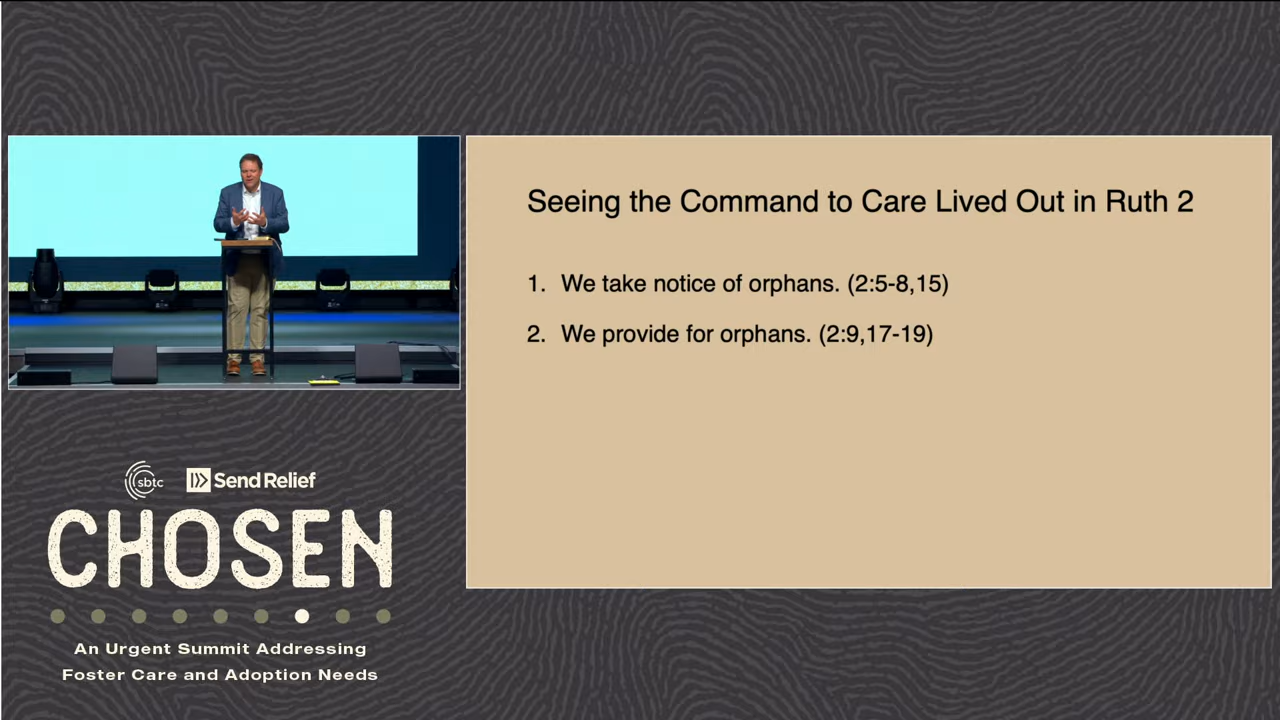 Seeing the Command to Care Lived Out in Ruth 2
1. We take notice of orphans. (2:5-8,15)
2. We provide for orphans. (2:9,17-19)
sbtc Send Relief
CHOSEN
An Urgent Summit Addressing
Foster Care and Adoption Needs